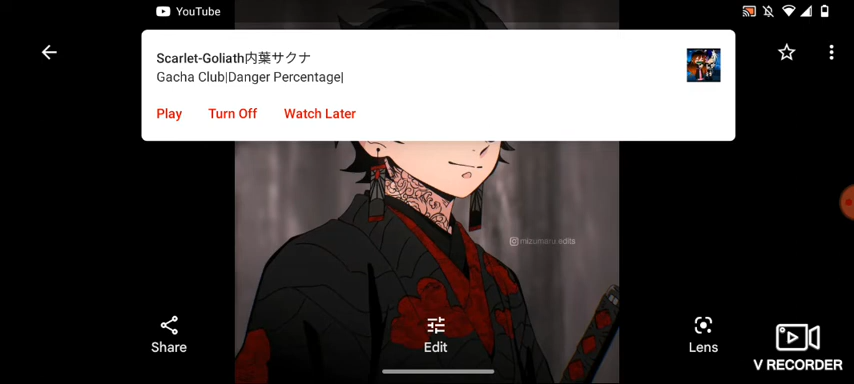 YouTube
Scarlet-Goliath内葉サクナ
Gacha Club|Danger Percentage|
Play Turn Off Watch Later
mizumaru.edits
Share Edit Lens
V RECORDER